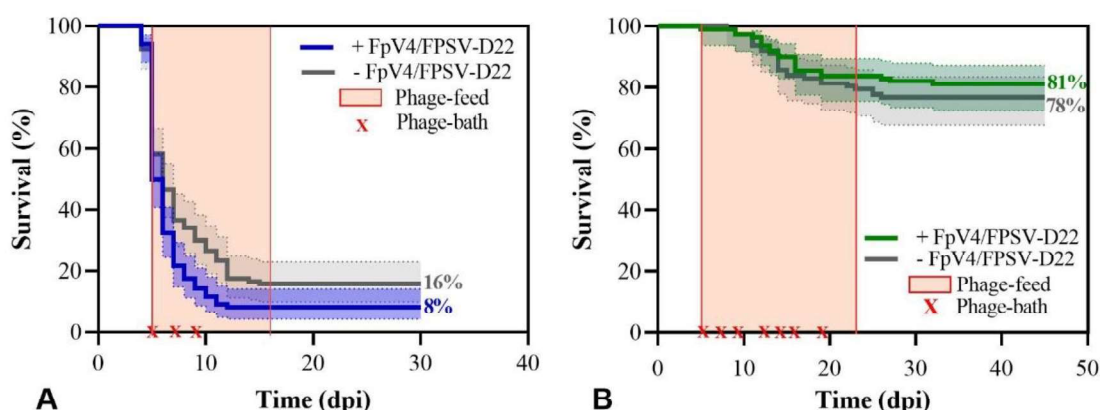 100
80
60
40
20
0
Survival (%)
+ FpV4/FPSV-D22
- FpV4/FPSV-D22
Phage-feed
x Phage-bath
16%
8%
x x x
0 10 20 30 40
A Time (dpi)
100
80
60
40
20
0
Survival (%)
81%
78%
+ FpV4/FPSV-D22
- FpV4/FPSV-D22
Phage-feed
X Phage-bath
x x x x x x x
0 10 20 30 40 50
B Time (dpi)